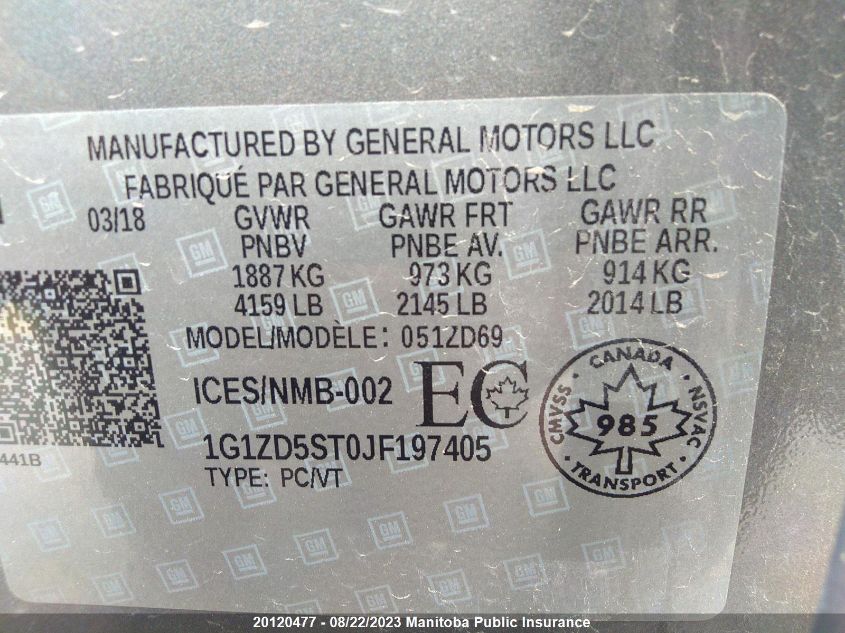 MANUFACTURED BY GENERAL MOTORS LLC
FABRIQUÉ PAR GENERAL MOTORS LLC
03/18 GVWR GAWR FRT GAWR RR
PNBV PNBE AV. PNBE ARR.
1887 KG 973 KG 914 KG
4159 LB 2145 LB 2014 LB
MODEL/MODÈLE: 051ZD69
ICES/NMB-002 EC
CANADA
CMVSS 985 NSVAC
TRANSPORT
1G1ZD5ST0JF197405
441B
TYPE: PC/VT
GM
20120477 - 08/22/2023 Manitoba Public Insurance